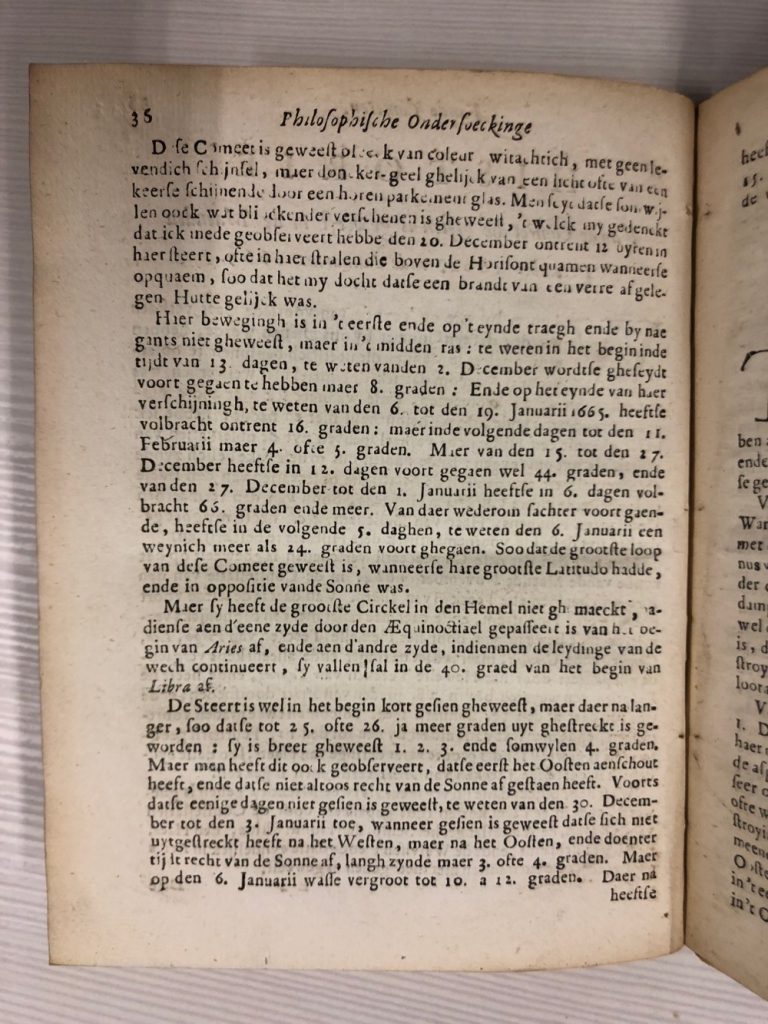 36 Philosophische Ondersoeckinge
Dese Comeet is geweest bleeck van coleur, witachtich, met geen le-
vendich schijnsel, maer doncker-geel ghelijck van een licht ofte van een
keerse schijnende door een horen parkement glas. Men seyt datse somwij-
len oock wat blinckender verschenen is gheweest, 't welck my gedenckt
dat ick mede geobserveert hebbe den 20. December ontrent 12 uyren in
haer steert, ofte in haer stralen die boven de Horisont quamen wanneerse
opquaem, soo dat het my docht datse een brandt van een verre afgele-
gen Hutte gelijck was.
Haer bewegingh is in 't eerste ende op 't eynde traegh ende by nae
gants niet gheweest, maer in 't midden ras: te weten in het begin inde
tijdt van 13. dagen, te weten vanden 2. December wordtse gheseydt
voort gegaen te hebben maer 8. graden: Ende op het eynde van haer
verschijningh, te weten van den 6. tot den 19. Januarii 1665. heeftse
volbracht ontrent 16. graden: maer inde volgende dagen tot den 11.
Februarii maer 4. ofte 5. graden. Maer van den 15. tot den 27.
December heeftse in 12. dagen voort gegaen wel 44. graden, ende
van den 27. December tot den 1. Januarii heeftse in 6. dagen vol-
bracht 66. graden ende meer. Van daer wederom sachter voort gaen-
de, heeftse in de volgende 5. daghen, te weten den 6. Januarii een
weynich meer als 24. graden voort ghegaen. Soo dat de grootste loop
van dese Comeet geweest is, wanneerse hare grootste Latitudo hadde,
ende in oppositie vande Sonne was.
Maer sy heeft de grootste Circkel in den Hemel niet ghemaeckt,
diense aen d'eene zyde door den Æquinoctiael gepasseert is van het be-
gin van Aries af, ende aen d'andre zyde, indien men de leydinge van de
wech continueert, sy vallen sal in de 40. graed van het begin van
Libra af.
De Steert is wel in het begin kort gesien gheweest, maer daer na lan-
ger, soo datse tot 25. ofte 26. ja meer graden uyt ghestreckt is ge-
worden: sy is breet gheweest 1. 2. 3. ende somwylen 4. graden.
Maer men heeft dit oock geobserveert, datse eerst het Oosten aenschout
heeft, ende datse niet altoos recht van de Sonne af gestaen heeft. Voorts
datse eenige dagen niet gesien is geweest, te weten van den 30. Decem-
ber tot den 3. Januarii toe, wanneer gesien is geweest datse sich niet
uytgestreckt heeft na het Westen, maer na het Oosten, ende doenter
tijdt recht van de Sonne af, langh zynde maer 3. ofte 4. graden. Maer
op den 6. Januarii wasse vergroot tot 10. a 12. graden. Daer na
heeftse